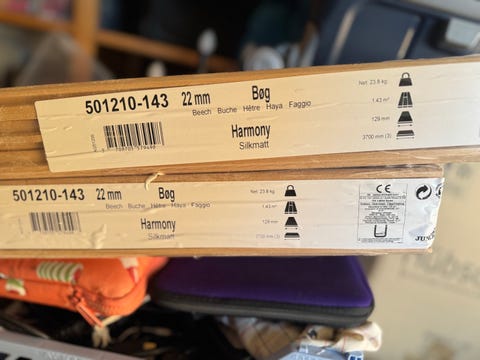 501210-143 22 mm Bøg
Beech Buche Hêtre Haya Faggio
Harmony
Silkmatt
Net. 23.8 kg
1.43 m²
129 mm
3700 mm (3)
501210-143 22 mm Bøg
Beech Buche Hêtre Haya Faggio
Harmony
Silkmatt
Net. 23.8 kg
1.43 m²
129 mm
3700 mm (3)
CE